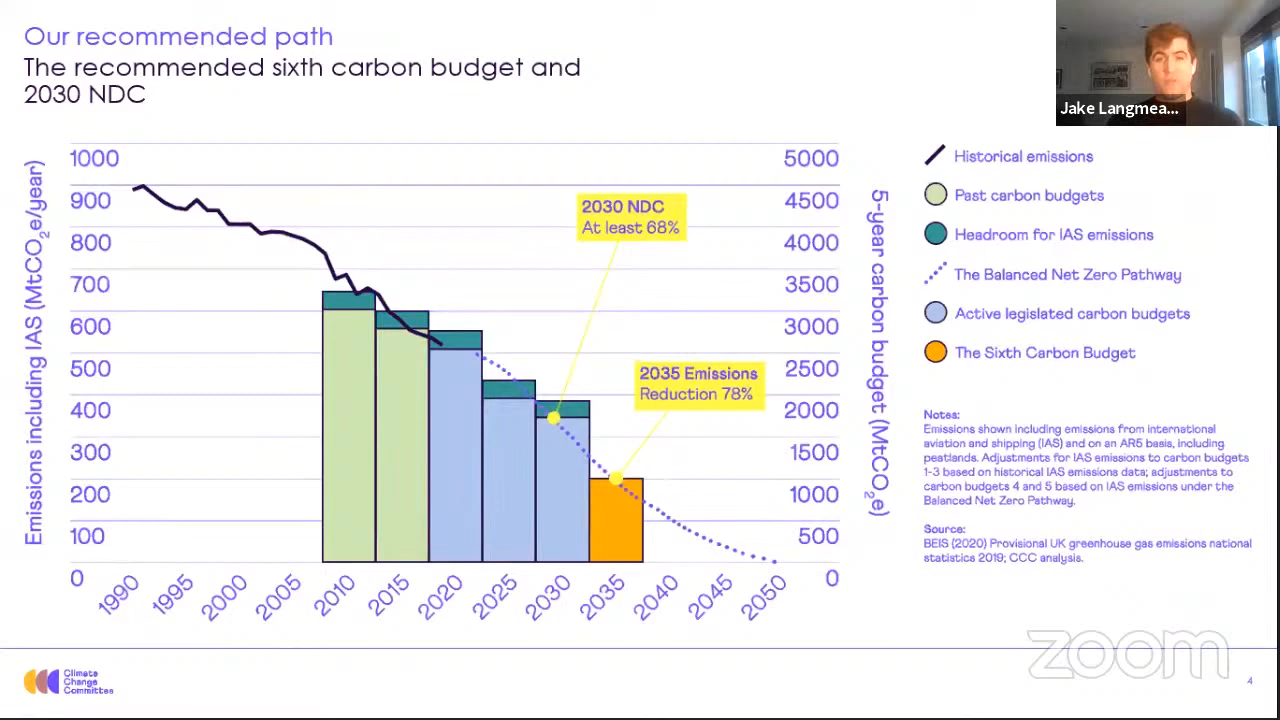 Our recommended path
The recommended sixth carbon budget and
2030 NDC
Jake Langmea...
Emissions including IAS (MtCO2e/year)
1000
900
800
700
600
500
400
300
200
100
0
5000
4500
4000
3500
3000
2500
2000
1500
1000
500
0
5-year carbon budget (MtCO2e)
2030 NDC
At least 68%
2035 Emissions
Reduction 78%
1990
1995
2000
2005
2010
2015
2020
2025
2030
2035
2040
2045
2050
Historical emissions
Past carbon budgets
Headroom for IAS emissions
The Balanced Net Zero Pathway
Active legislated carbon budgets
The Sixth Carbon Budget
Notes:
Emissions shown including emissions from international
aviation and shipping (IAS) and on an AR5 basis, including
peatlands. Adjustments for IAS emissions to carbon budgets
1-3 based on historical IAS emissions data; adjustments to
carbon budgets 4 and 5 based on IAS emissions under the
Balanced Net Zero Pathway.
Source:
BEIS (2020) Provisional UK greenhouse gas emissions national
statistics 2019; CCC analysis.
zoom
Climate
Change
Committee
4